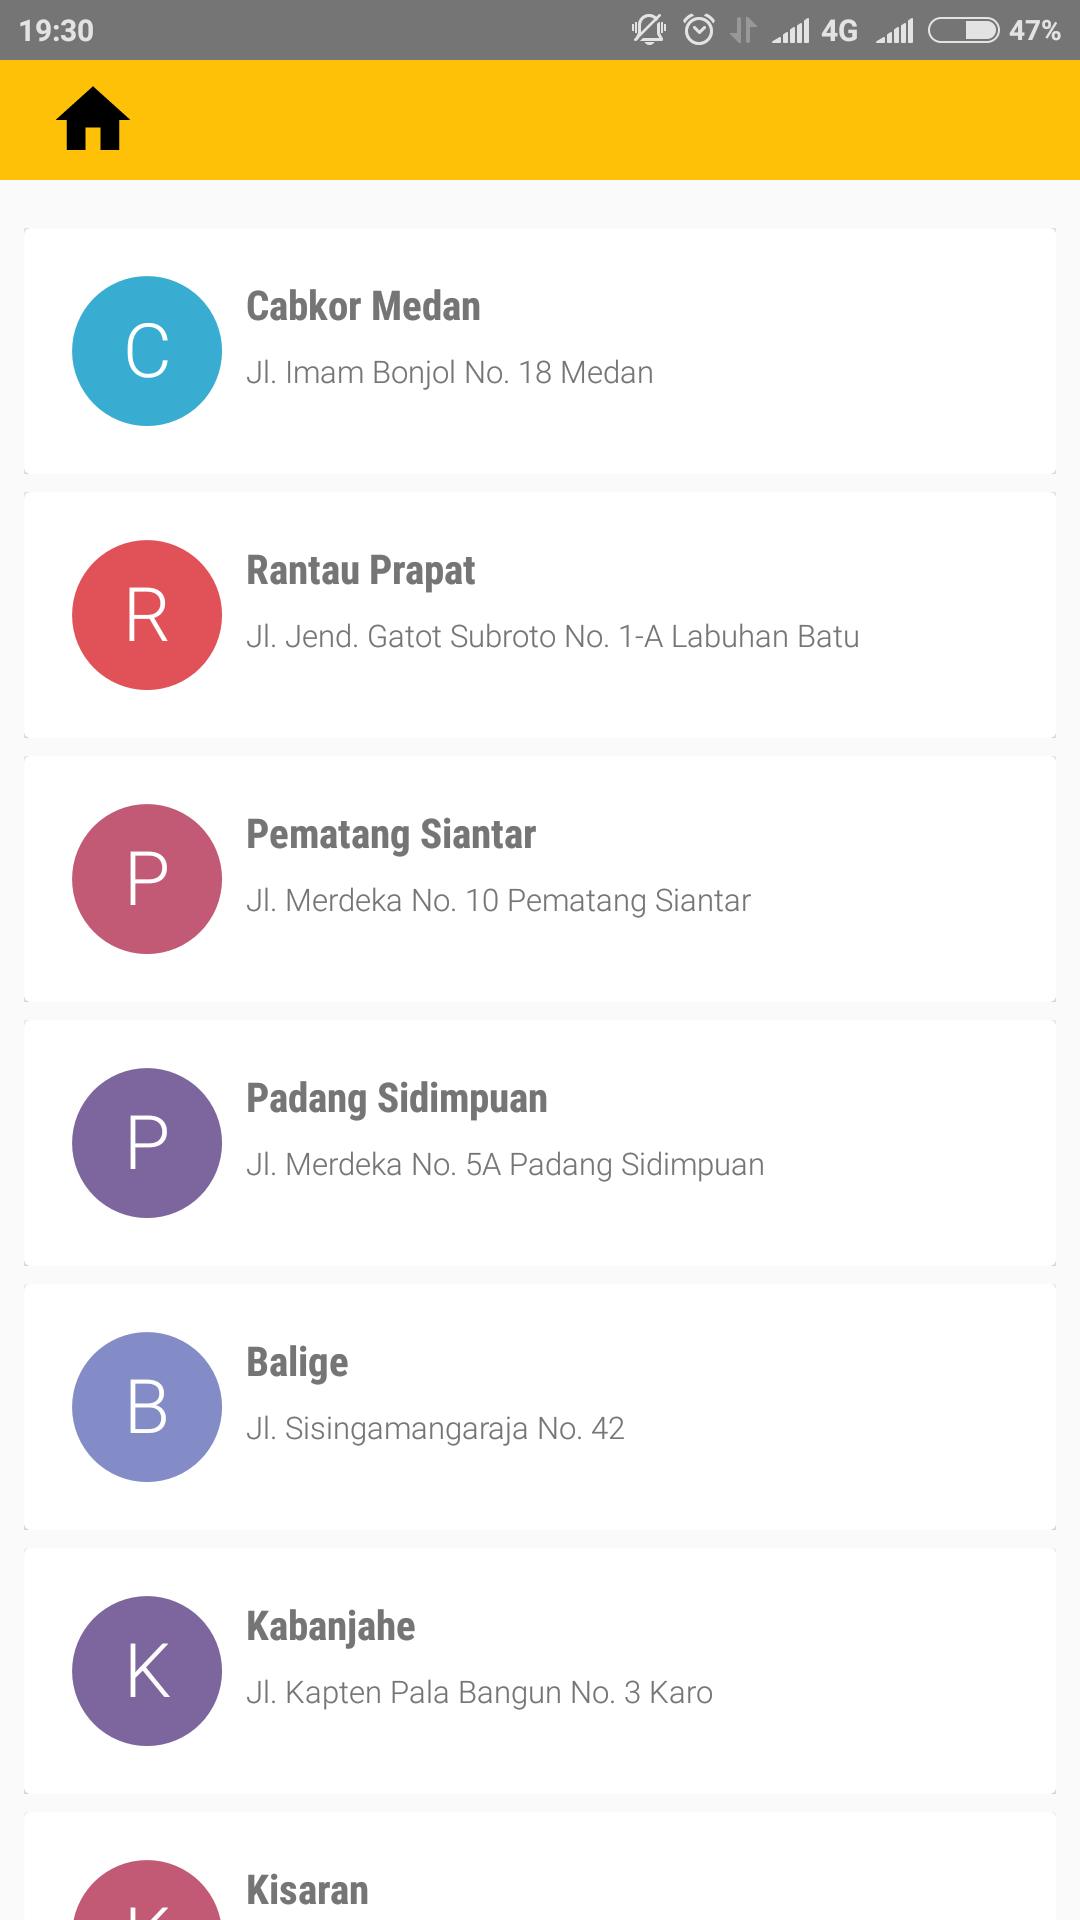 19:30 4G 47%
C
Cabkor Medan
Jl. Imam Bonjol No. 18 Medan
R
Rantau Prapat
Jl. Jend. Gatot Subroto No. 1-A Labuhan Batu
P
Pematang Siantar
Jl. Merdeka No. 10 Pematang Siantar
P
Padang Sidimpuan
Jl. Merdeka No. 5A Padang Sidimpuan
B
Balige
Jl. Sisingamangaraja No. 42
K
Kabanjahe
Jl. Kapten Pala Bangun No. 3 Karo
K
Kisaran